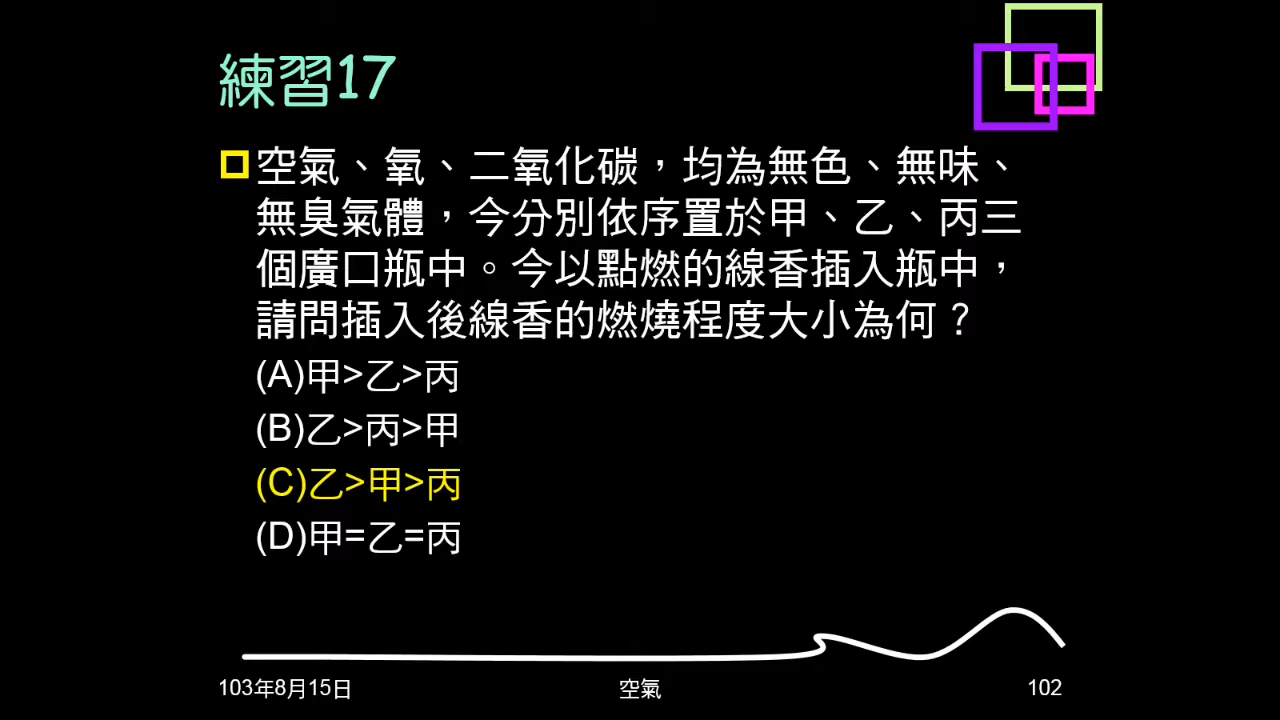 練習17
空氣、氧、二氧化碳，均為無色、無味、
無臭氣體，今分別依序置於甲、乙、丙三
個廣口瓶中。今以點燃的線香插入瓶中，
請問插入後線香的燃燒程度大小為何？
(A)甲>乙>丙
(B)乙>丙>甲
(C)乙>甲>丙
(D)甲=乙=丙
103年8月15日
空氣
102